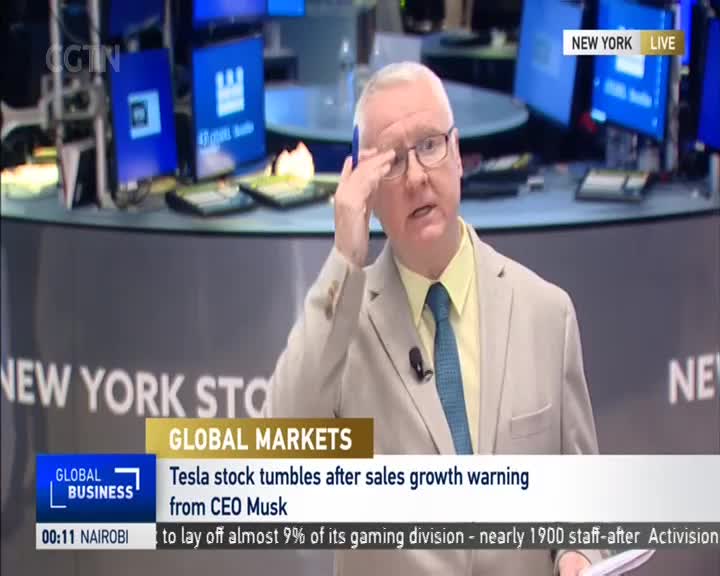 CGTN
NEW YORK LIVE
NEW YORK STO
NE
GLOBAL MARKETS
GLOBAL
BUSINESS
Tesla stock tumbles after sales growth warning
from CEO Musk
00:11 NAIROBI
to lay off almost 9% of its gaming division - nearly 1900 staff-after Activision